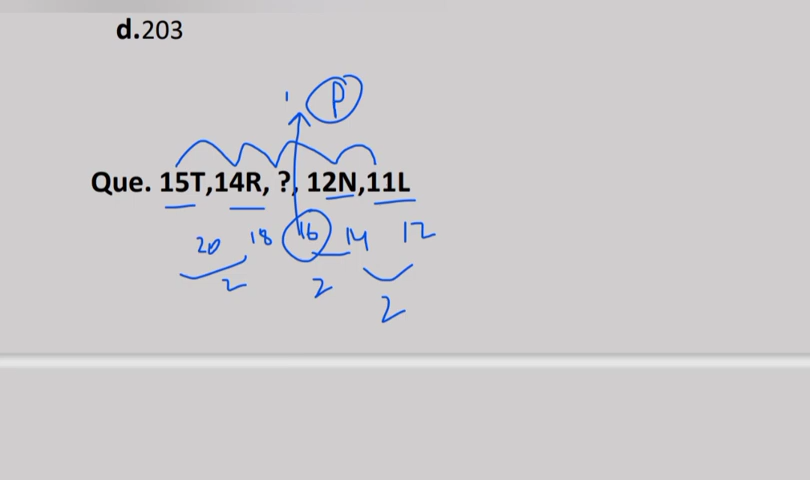 d.203
P
Que. 15T,14R, ?, 12N,11L
20 18 16 14 12
2 2 2